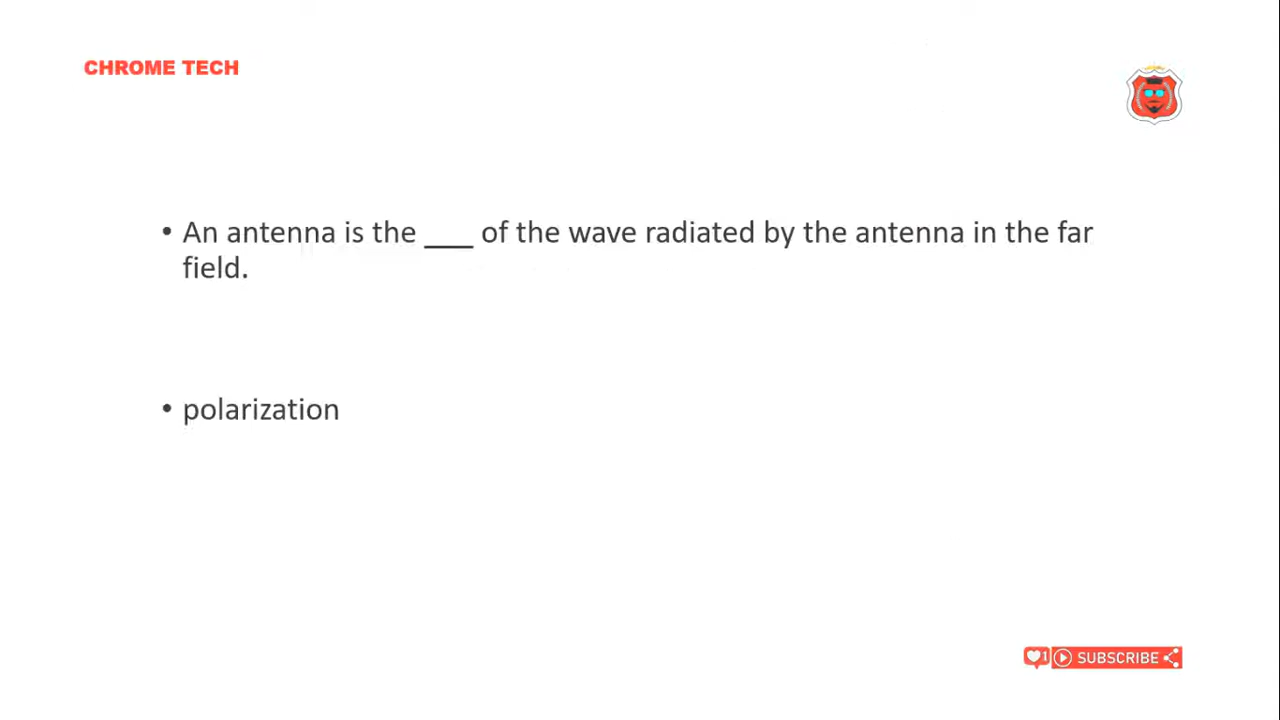 CHROME TECH
• An antenna is the ___ of the wave radiated by the antenna in the far
field.
• polarization
1 SUBSCRIBE